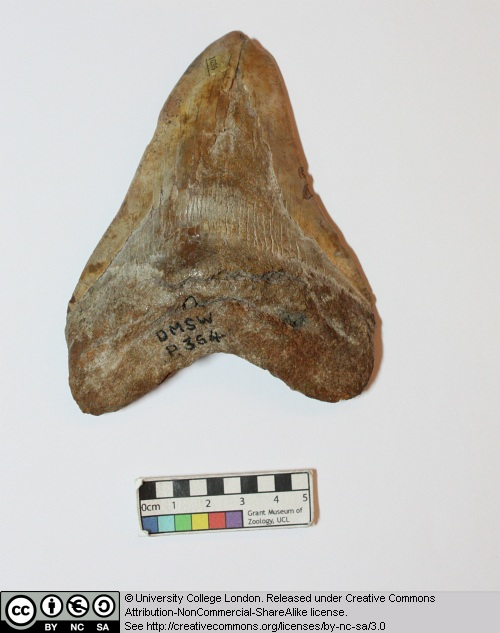 DMSW
P.364
0cm 1 2 3 4 5
Grant Museum of
Zoology, UCL
© University College London. Released under Creative Commons
Attribution-NonCommercial-ShareAlike license.
See http://creativecommons.org/licenses/by-nc-sa/3.0
cc
BY NC SA